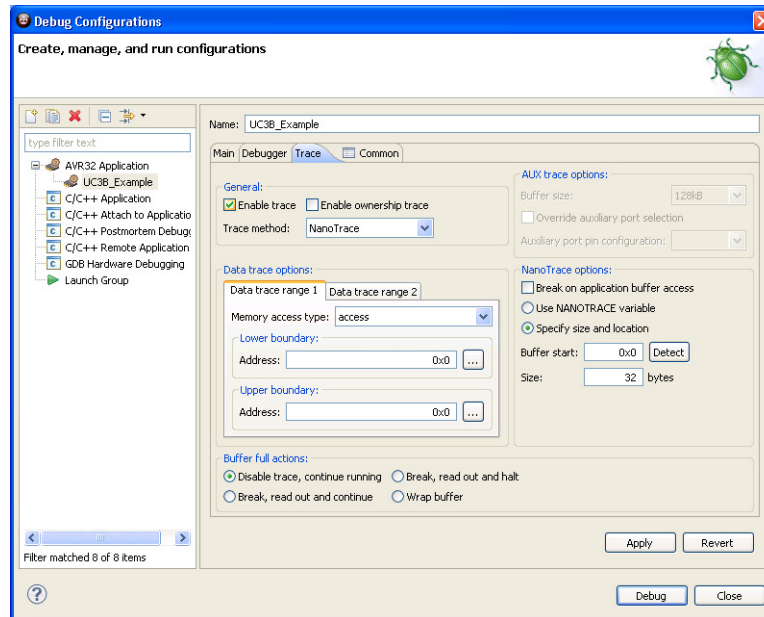 Debug Configurations
Create, manage, and run configurations
type filter text
AVR32 Application
UC3B_Example
C/C++ Application
C/C++ Attach to Applicatio
C/C++ Postmortem Debugg
C/C++ Remote Application
GDB Hardware Debugging
Launch Group
Filter matched 8 of 8 items
Name: UC3B_Example
Main Debugger Trace Common
General:
Enable trace Enable ownership trace
Trace method: NanoTrace
AUX trace options:
Buffer size: 128kB
Override auxiliary port selection
Auxiliary port pin configuration:
Data trace options:
Data trace range 1 Data trace range 2
Memory access type: access
Lower boundary:
Address: 0x0 ...
Upper boundary:
Address: 0x0 ...
NanoTrace options:
Break on application buffer access
Use NANOTRACE variable
Specify size and location
Buffer start: 0x0 Detect
Size: 32 bytes
Buffer full actions:
Disable trace, continue running Break, read out and halt
Break, read out and continue Wrap buffer
Apply Revert
? Debug Close